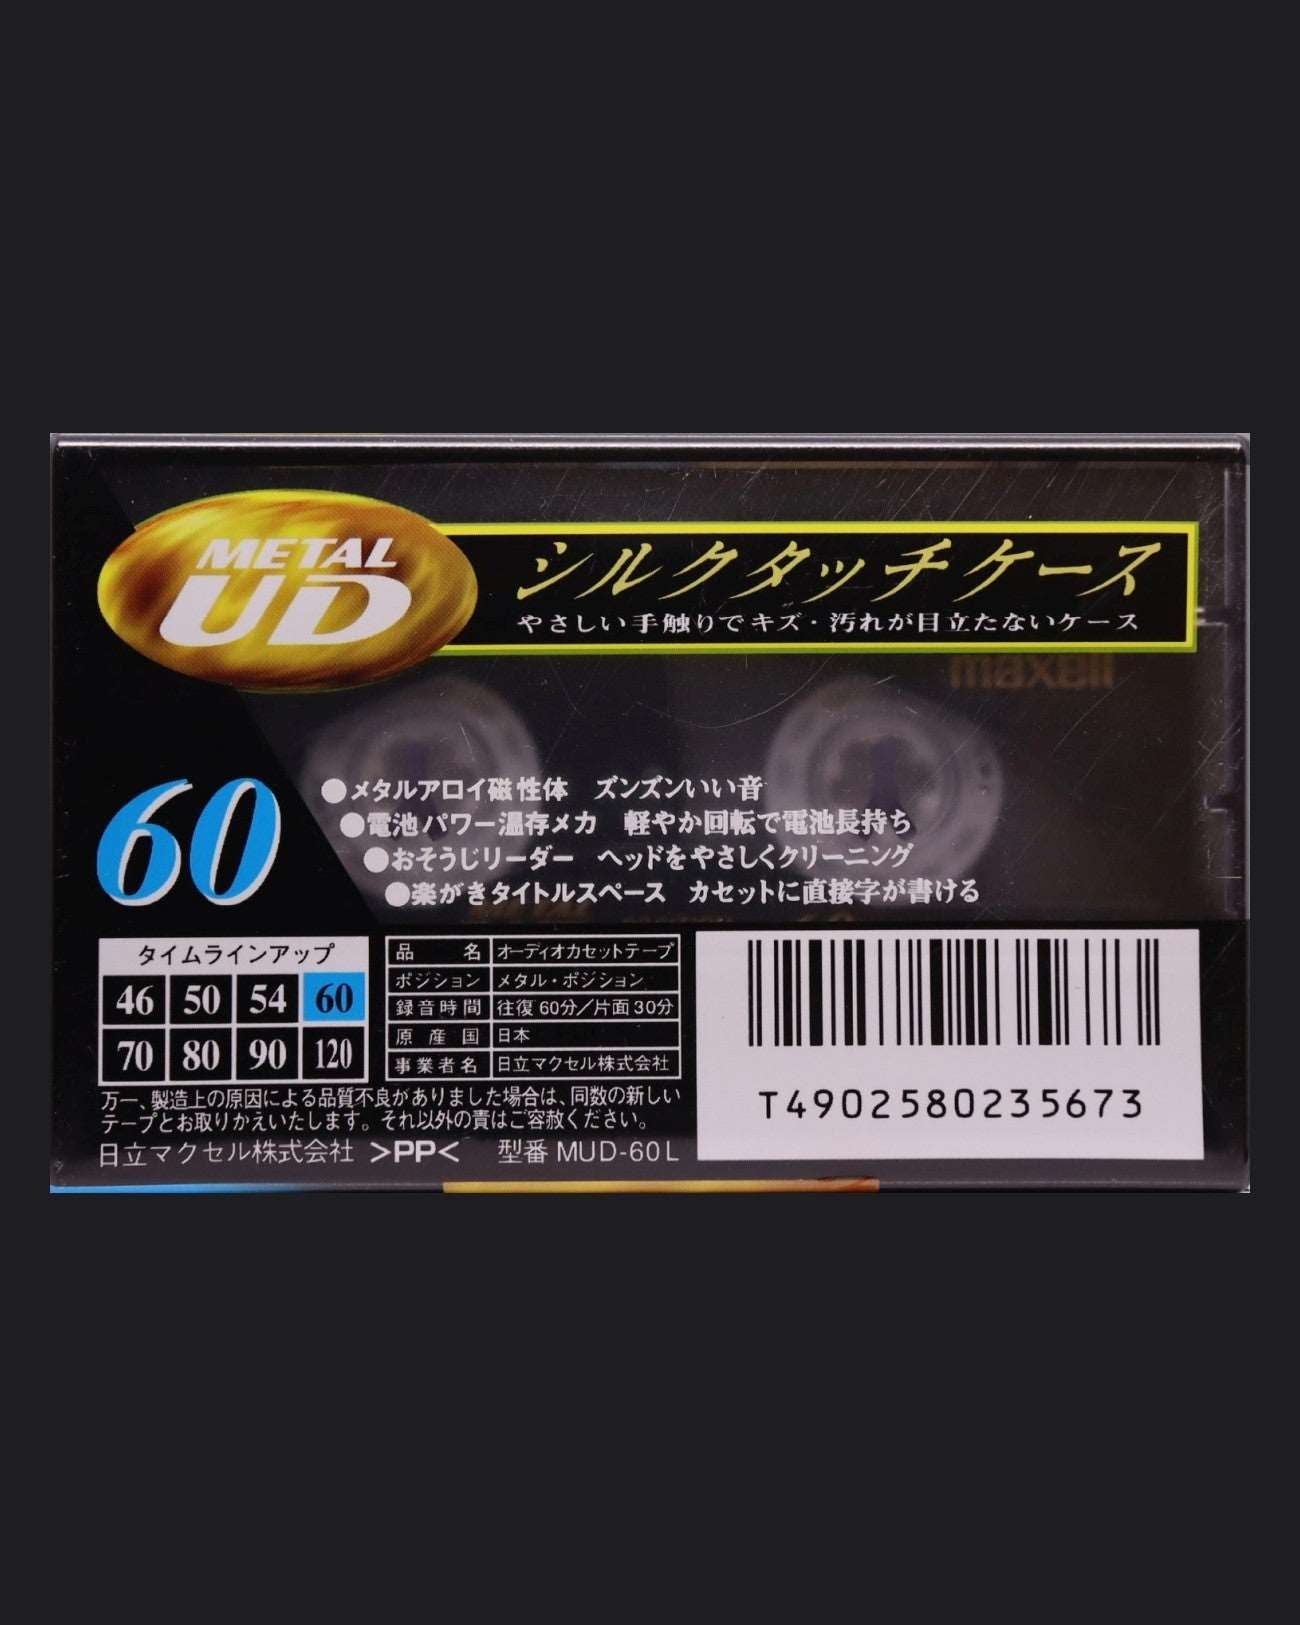 METAL
UD
シルクタッチケース
やさしい手触りでキズ・汚れが目立たないケース
maxell
60
●メタルアロイ磁性体 ズンズンいい音
●電池パワー温存メカ 軽やか回転で電池長持ち
●おそうじリーダー ヘッドをやさしくクリーニング
●楽がきタイトルスペース カセットに直接字が書ける
タイムラインアップ
46 50 54 60
70 80 90 120
品名 オーディオカセットテープ
ポジション メタル・ポジション
録音時間 往復60分/片面30分
原産国 日本
事業者名 日立マクセル株式会社
万一、製造上の原因による品質不良がありました場合は、同数の新しい
テープとお取りかえいたします。それ以外の責はご容赦ください。
日立マクセル株式会社 >PP< 型番 MUD-60L
T4902580235673